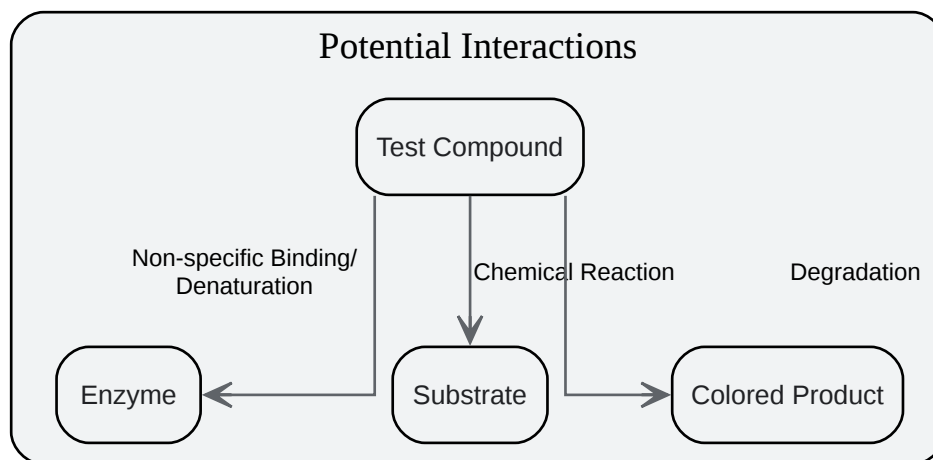 Potential Interactions
Test Compound
Non-specific Binding/
Denaturation
Chemical Reaction
Degradation
Enzyme
Substrate
Colored Product